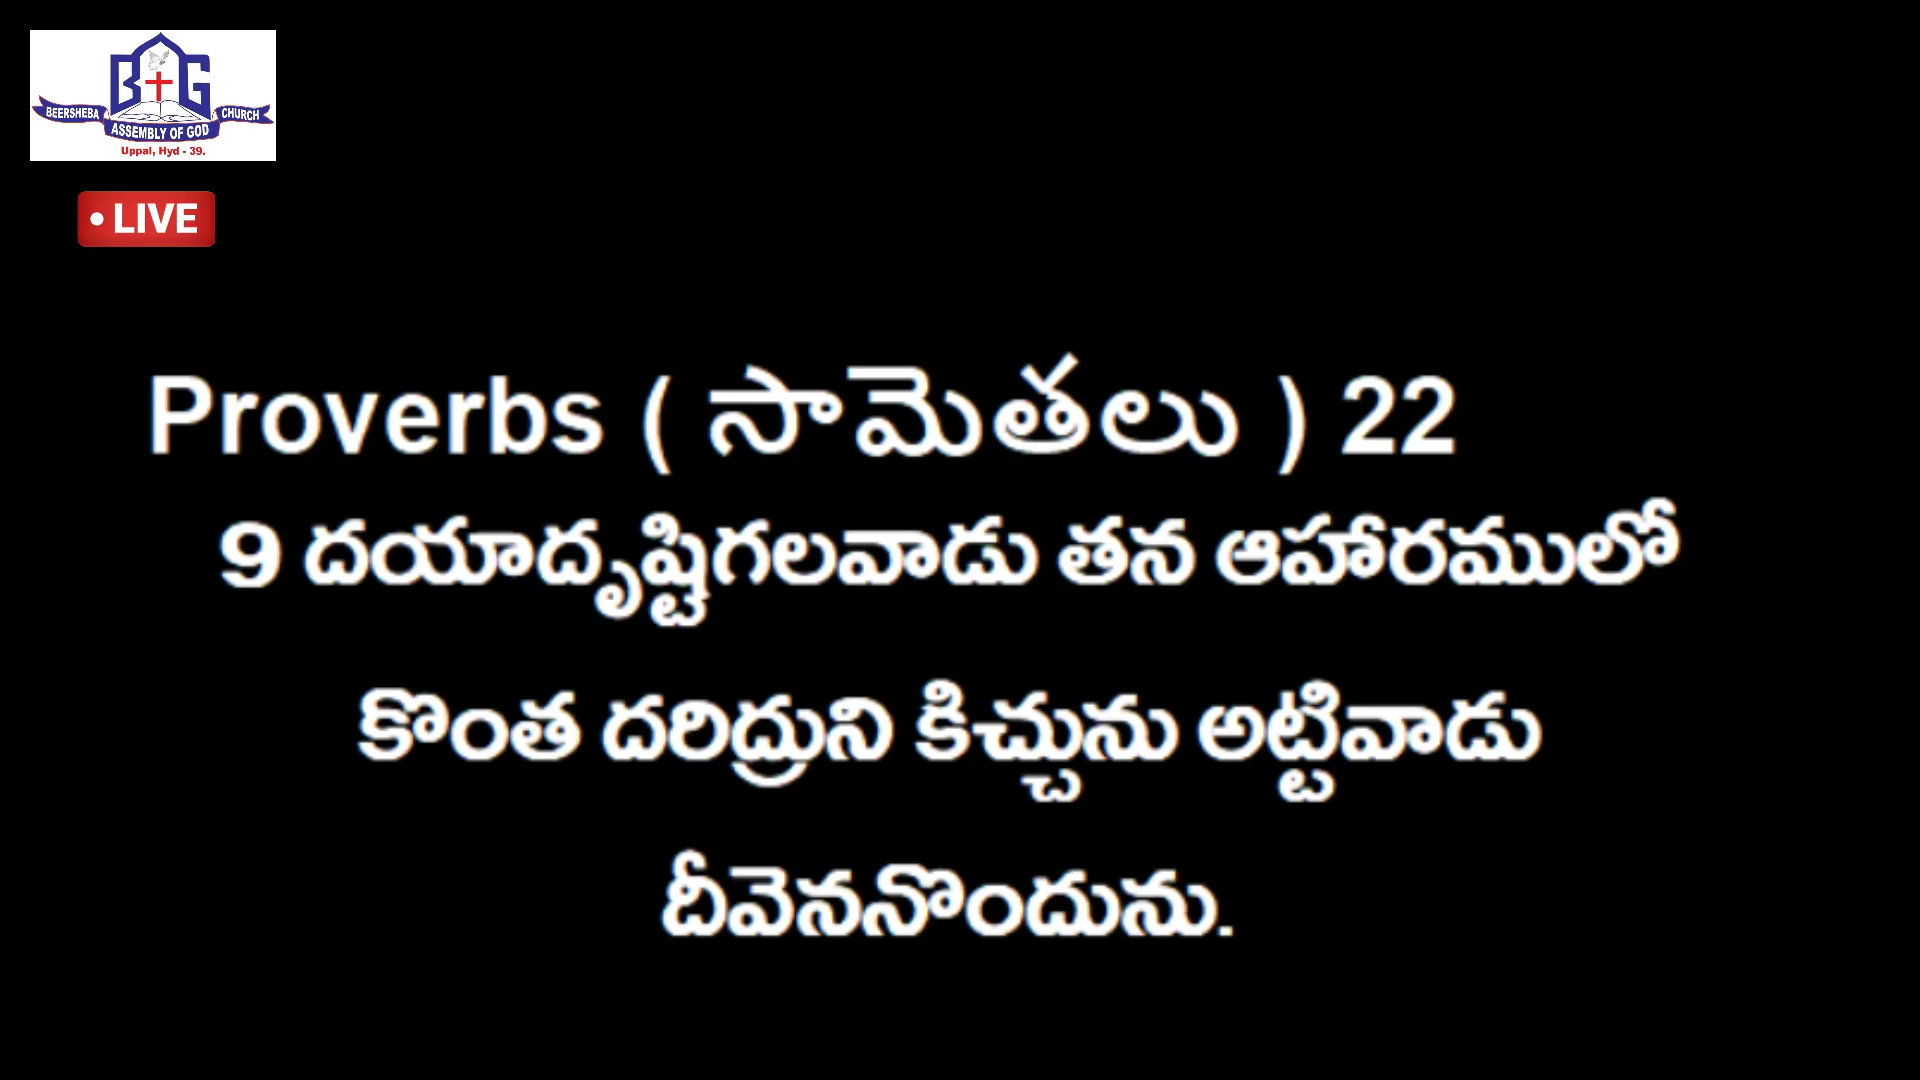 B G
BEERSHEBA CHURCH
ASSEMBLY OF GOD
Uppal, Hyd - 39.
• LIVE
Proverbs ( సామెతలు ) 22
9 దయాదృష్టిగలవాడు తన ఆహారములో
కొంత దరిద్రుని కిచ్చును అట్టివాడు
దీవెననొందును.